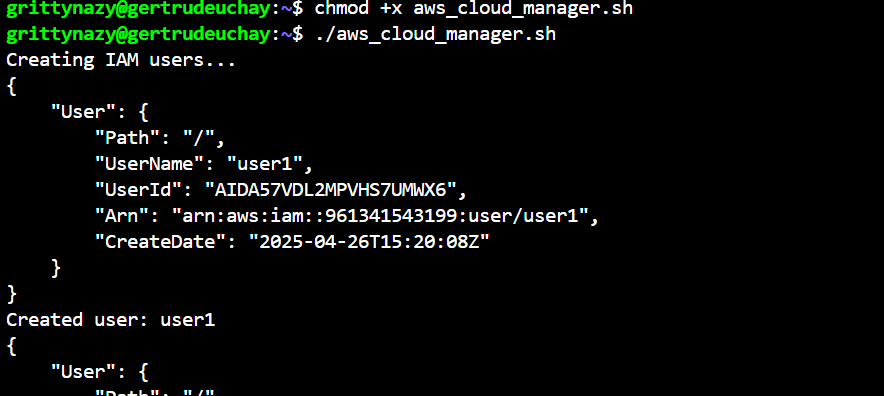 grittynazy@gertrudeuchay:~$ chmod +x aws_cloud_manager.sh
grittynazy@gertrudeuchay:~$ ./aws_cloud_manager.sh
Creating IAM users...
{
    "User": {
        "Path": "/",
        "UserName": "user1",
        "UserId": "AIDA57VDL2MPVHS7UMWX6",
        "Arn": "arn:aws:iam::961341543199:user/user1",
        "CreateDate": "2025-04-26T15:20:08Z"
    }
}
Created user: user1
{
    "User": {
        "Path": "/"